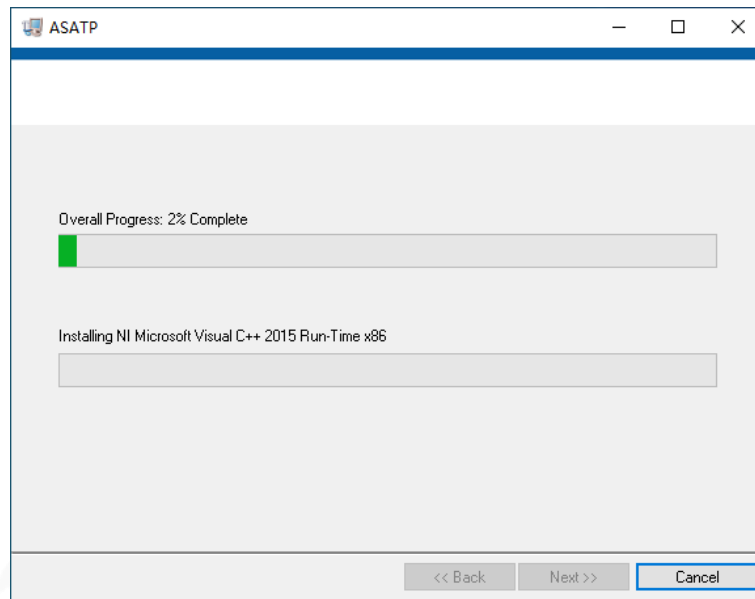 ASATP
Overall Progress: 2% Complete
Installing NI Microsoft Visual C++ 2015 Run-Time x86
<< Back
Next >>
Cancel